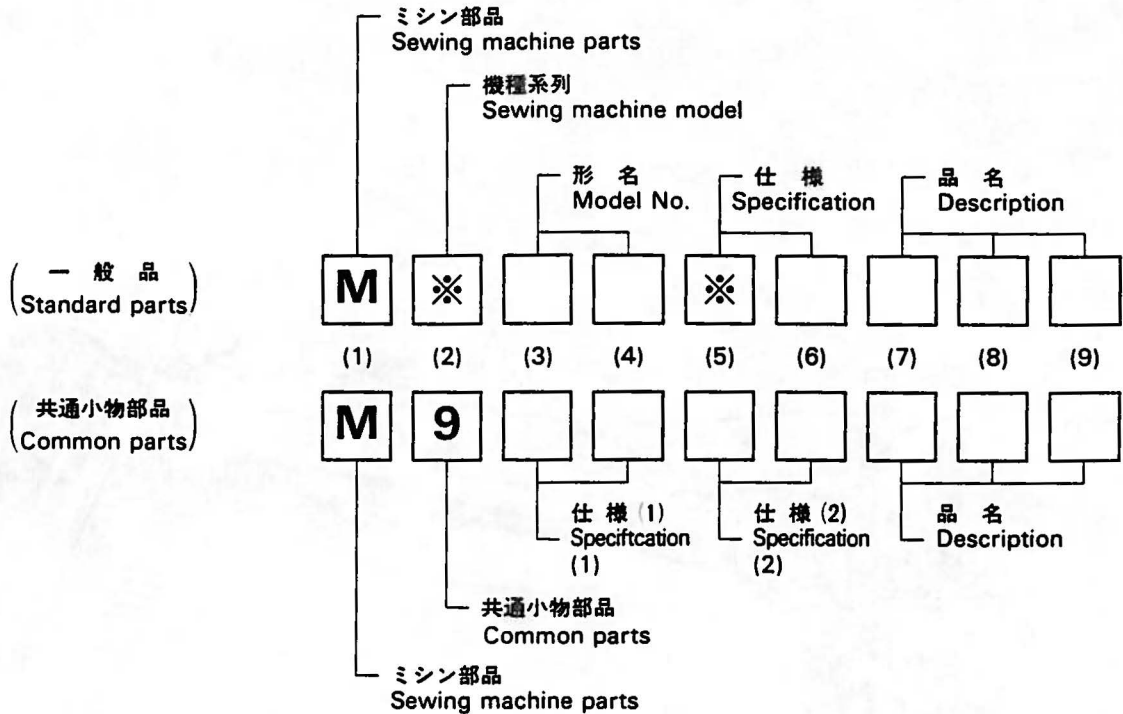 ミシン部品
Sewing machine parts
機種系列
Sewing machine model
形 名
Model No.
仕 様
Specification
品 名
Description
(一 般 品
Standard parts)
M ※ ※
(1) (2) (3) (4) (5) (6) (7) (8) (9)
(共通小物部品
Common parts)
M 9
仕 様 (1)
Speciftcation
(1)
仕 様 (2)
Specification
(2)
品 名
Description
共通小物部品
Common parts
ミシン部品
Sewing machine parts